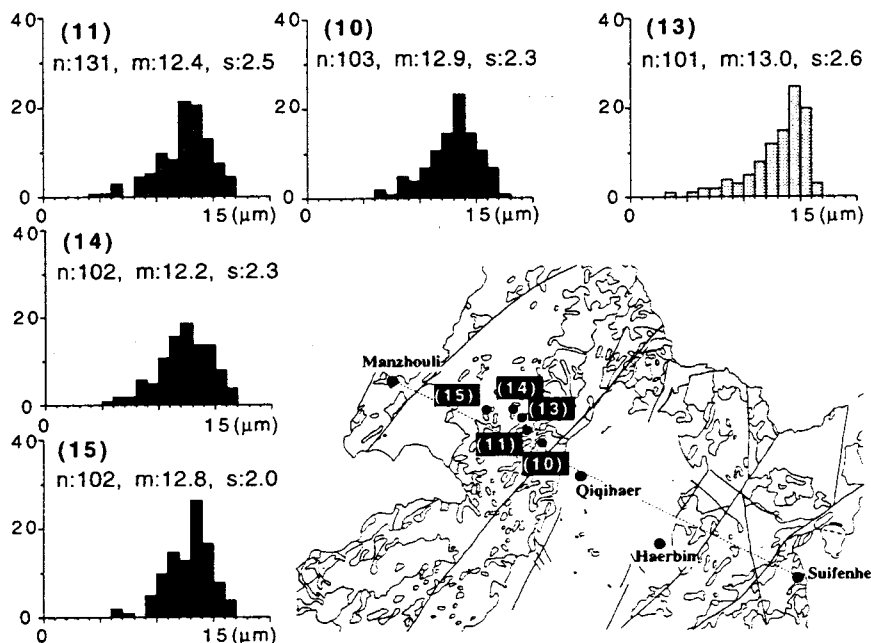 40
(11)
n:131, m:12.4, s:2.5
20
0
0 15 (μm)
40
(10)
n:103, m:12.9, s:2.3
20
0
0 15 (μm)
40
(13)
n:101, m:13.0, s:2.6
20
0
0 15 (μm)
40
(14)
n:102, m:12.2, s:2.3
20
0
0 15 (μm)
40
(15)
n:102, m:12.8, s:2.0
20
0
0 15 (μm)
Manzhouli
(15)
(14)
(13)
(11)
(10)
Qiqihaer
Haerbin
Suifenhe